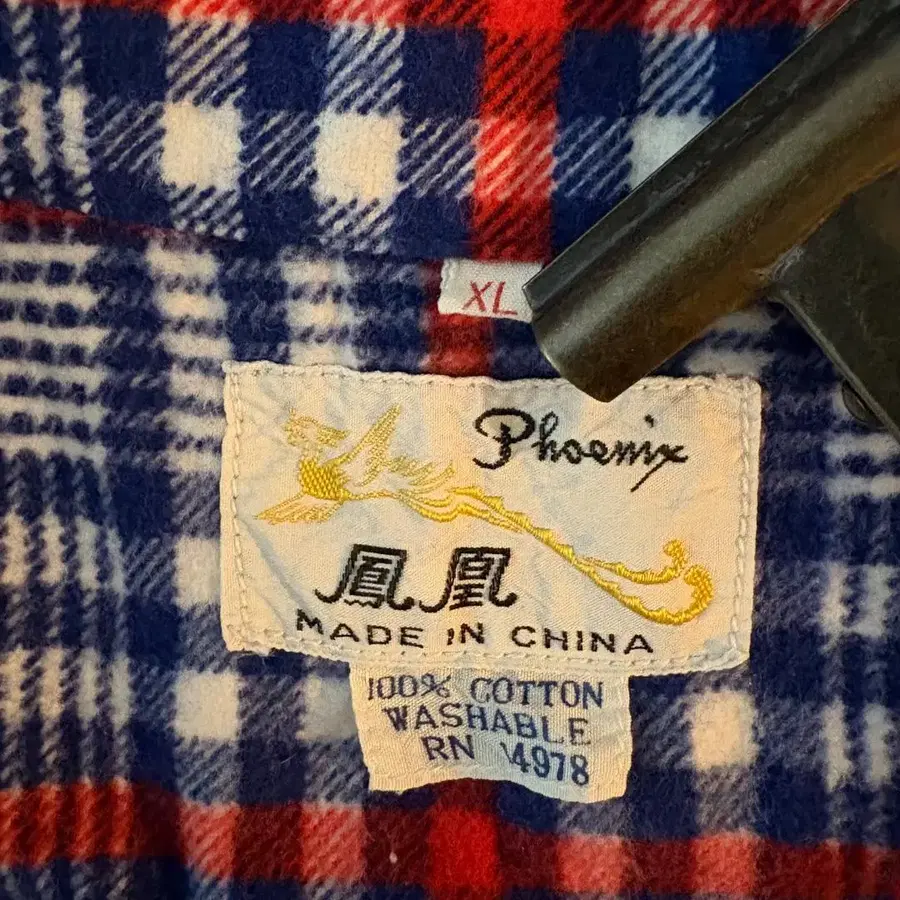 XL
Phoenix
鳳凰
MADE IN CHINA
100% COTTON
WASHABLE
RN 14978